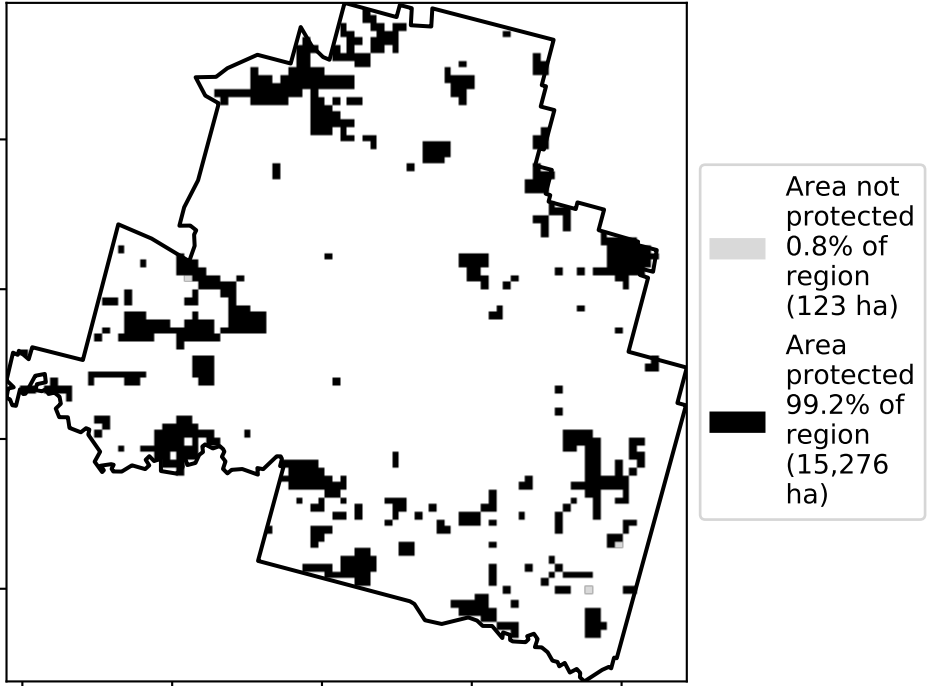 Area not
protected
0.8% of
region
(123 ha)
Area
protected
99.2% of
region
(15,276
ha)